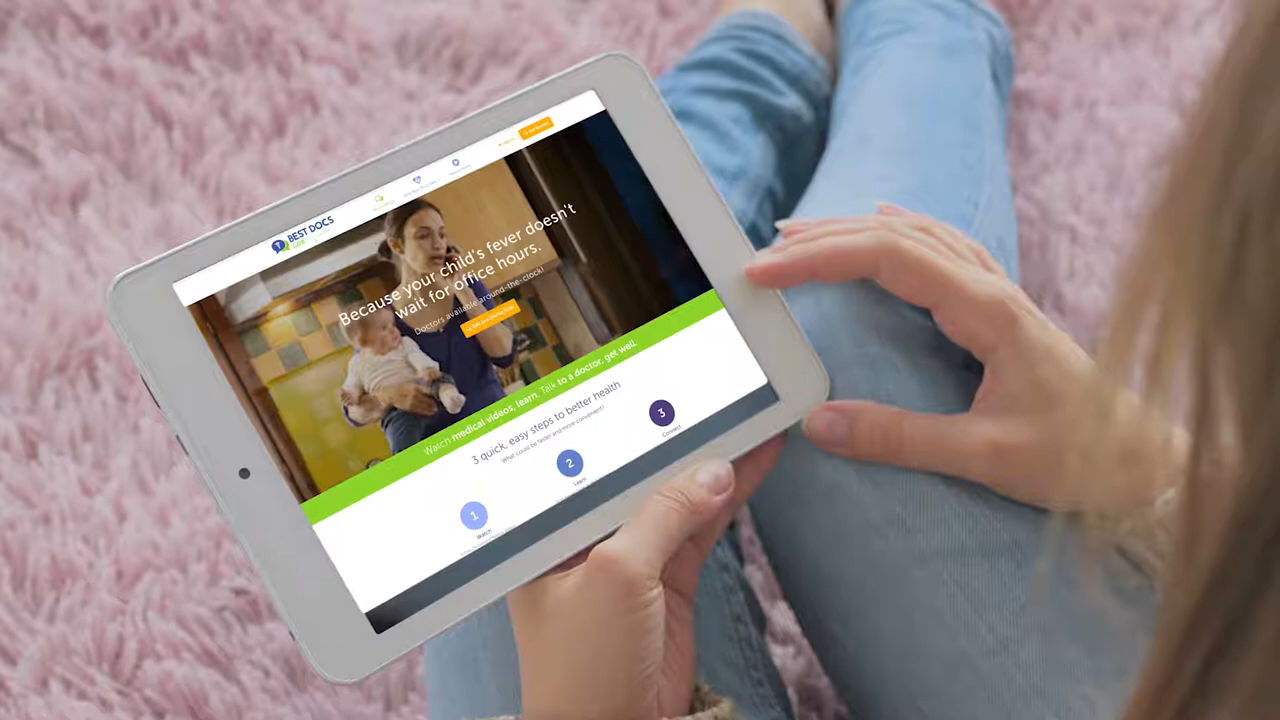 BEST DOCS
LIVE
Because your child's fever doesn't
wait for office hours.
Doctors available around-the-clock!
Watch medical videos, learn. Talk to a doctor, get well.
3 quick, easy steps to better health
What could be faster and more convenient?
1
Watch
2
Learn
3
Connect